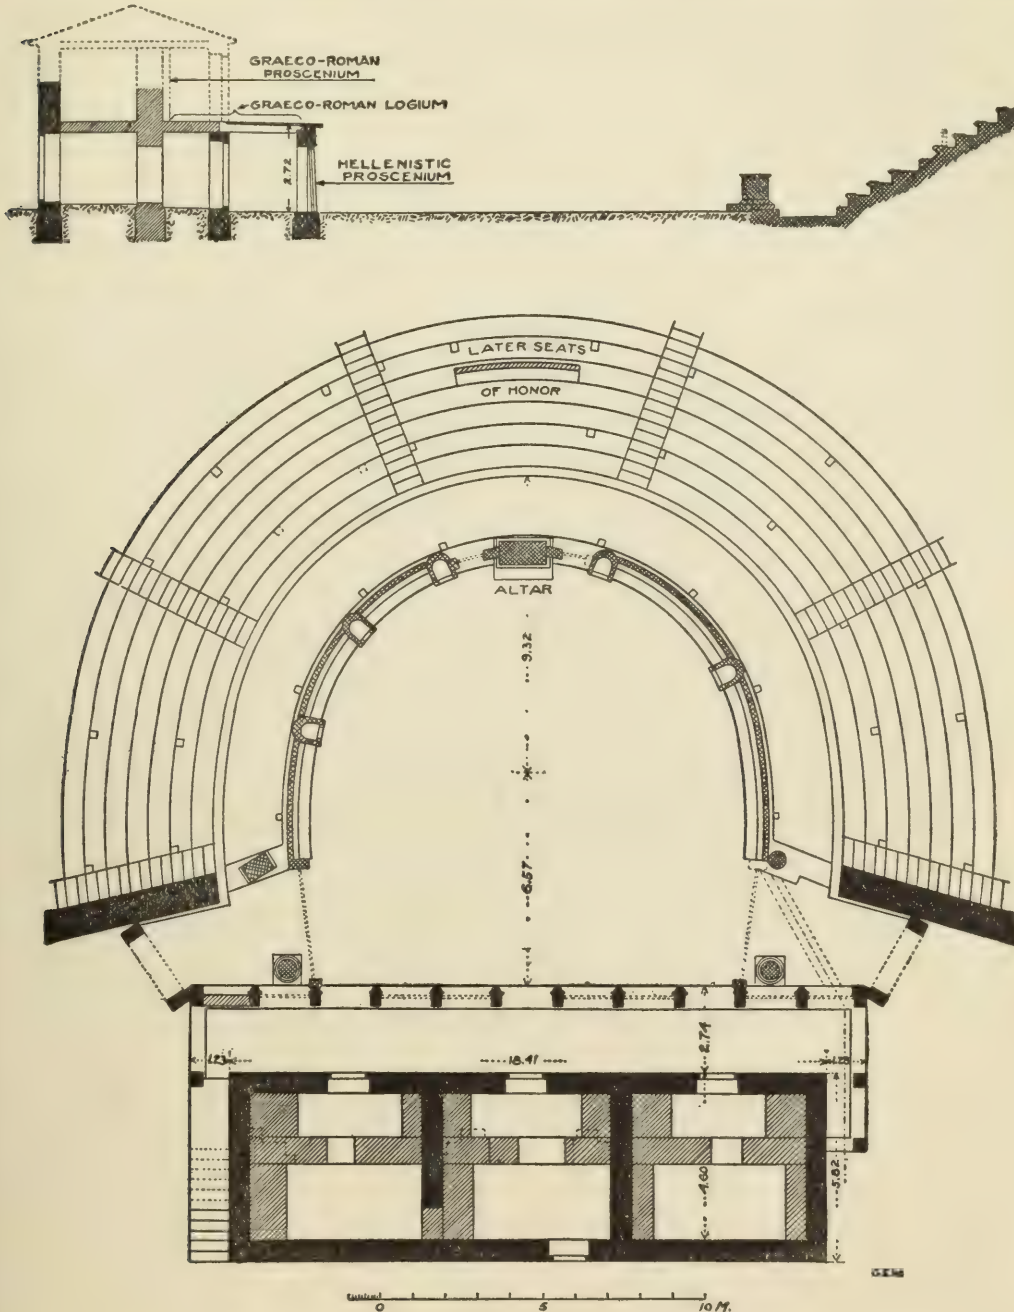 GRAECO-ROMAN
PROSCENIUM
GRAECO-ROMAN LOGIUM
2.72
HELLENISTIC
PROSCENIUM
LATER SEATS
OF HONOR
ALTAR
9.32
6.57
2.74
1.23
18.41
1.23
4.60
5.82
0 5 10 M.